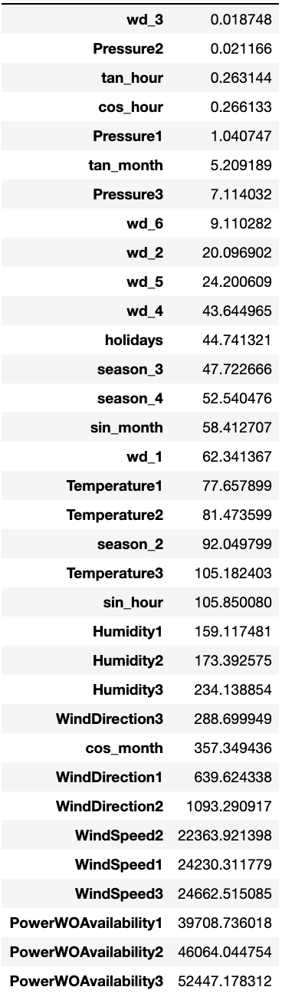 wd_3 0.018748
Pressure2 0.021166
tan_hour 0.263144
cos_hour 0.266133
Pressure1 1.040747
tan_month 5.209189
Pressure3 7.114032
wd_6 9.110282
wd_2 20.096902
wd_5 24.200609
wd_4 43.644965
holidays 44.741321
season_3 47.722666
season_4 52.540476
sin_month 58.412707
wd_1 62.341367
Temperature1 77.657899
Temperature2 81.473599
season_2 92.049799
Temperature3 105.182403
sin_hour 105.850080
Humidity1 159.117481
Humidity2 173.392575
Humidity3 234.138854
WindDirection3 288.699949
cos_month 357.349436
WindDirection1 639.624338
WindDirection2 1093.290917
WindSpeed2 22363.921398
WindSpeed1 24230.311779
WindSpeed3 24662.515085
PowerWOAvailability1 39708.736018
PowerWOAvailability2 46064.044754
PowerWOAvailability3 52447.178312